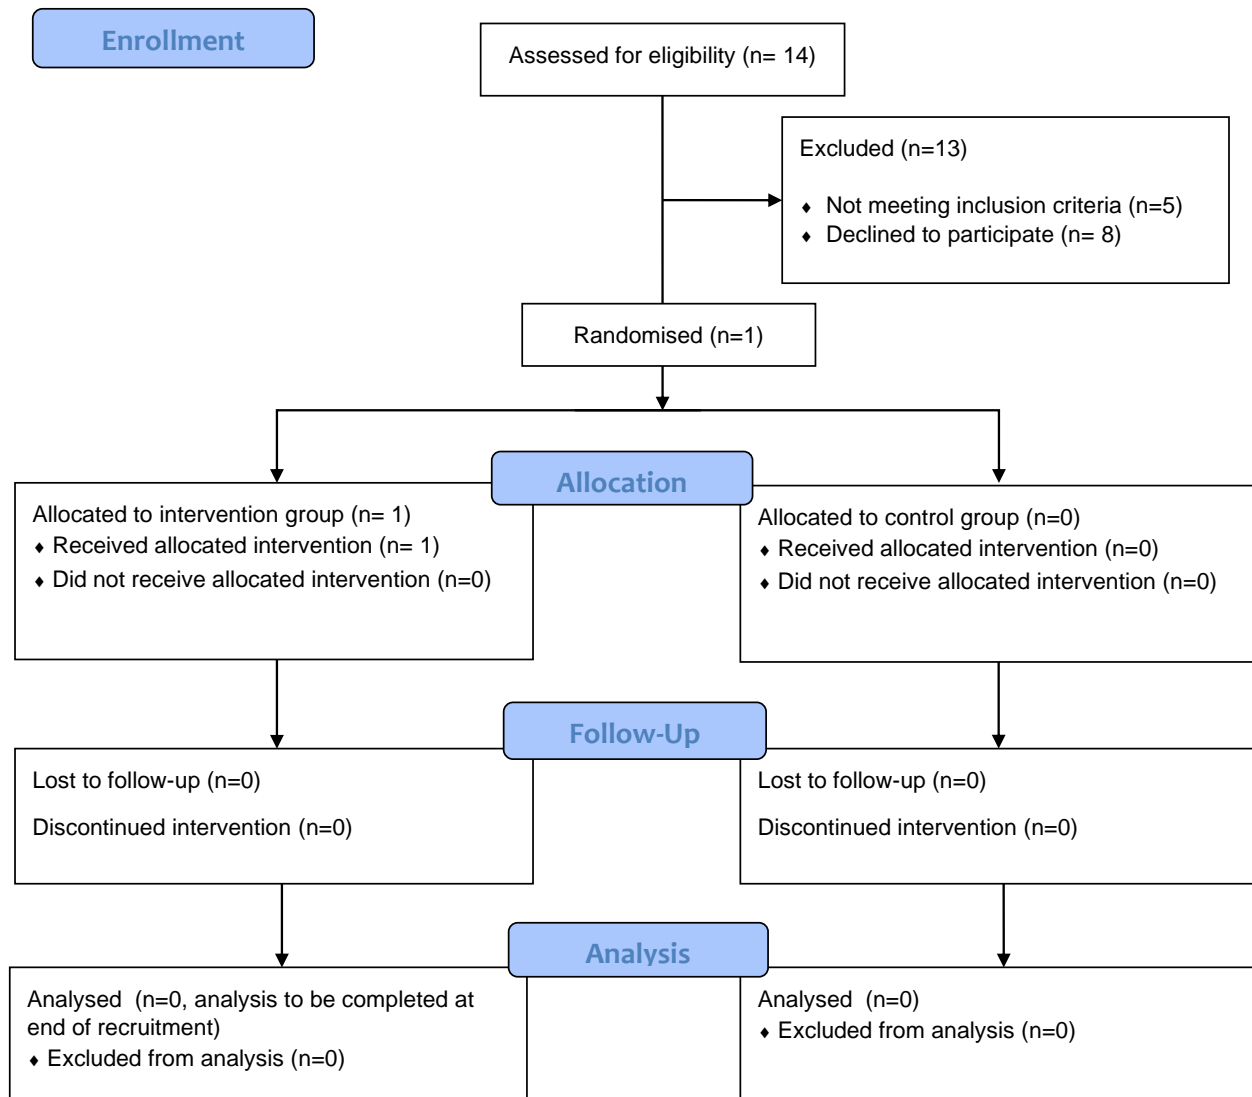 Enrollment
Assessed for eligibility (n= 14)
Excluded (n=13)
♦ Not meeting inclusion criteria (n=5)
♦ Declined to participate (n= 8)
Randomised (n=1)
Allocation
Allocated to intervention group (n= 1)
♦ Received allocated intervention (n= 1)
♦ Did not receive allocated intervention (n=0)
Allocated to control group (n=0)
♦ Received allocated intervention (n=0)
♦ Did not receive allocated intervention (n=0)
Follow-Up
Lost to follow-up (n=0)
Discontinued intervention (n=0)
Lost to follow-up (n=0)
Discontinued intervention (n=0)
Analysis
Analysed  (n=0, analysis to be completed at
end of recruitment)
♦ Excluded from analysis (n=0)
Analysed  (n=0)
♦ Excluded from analysis (n=0)